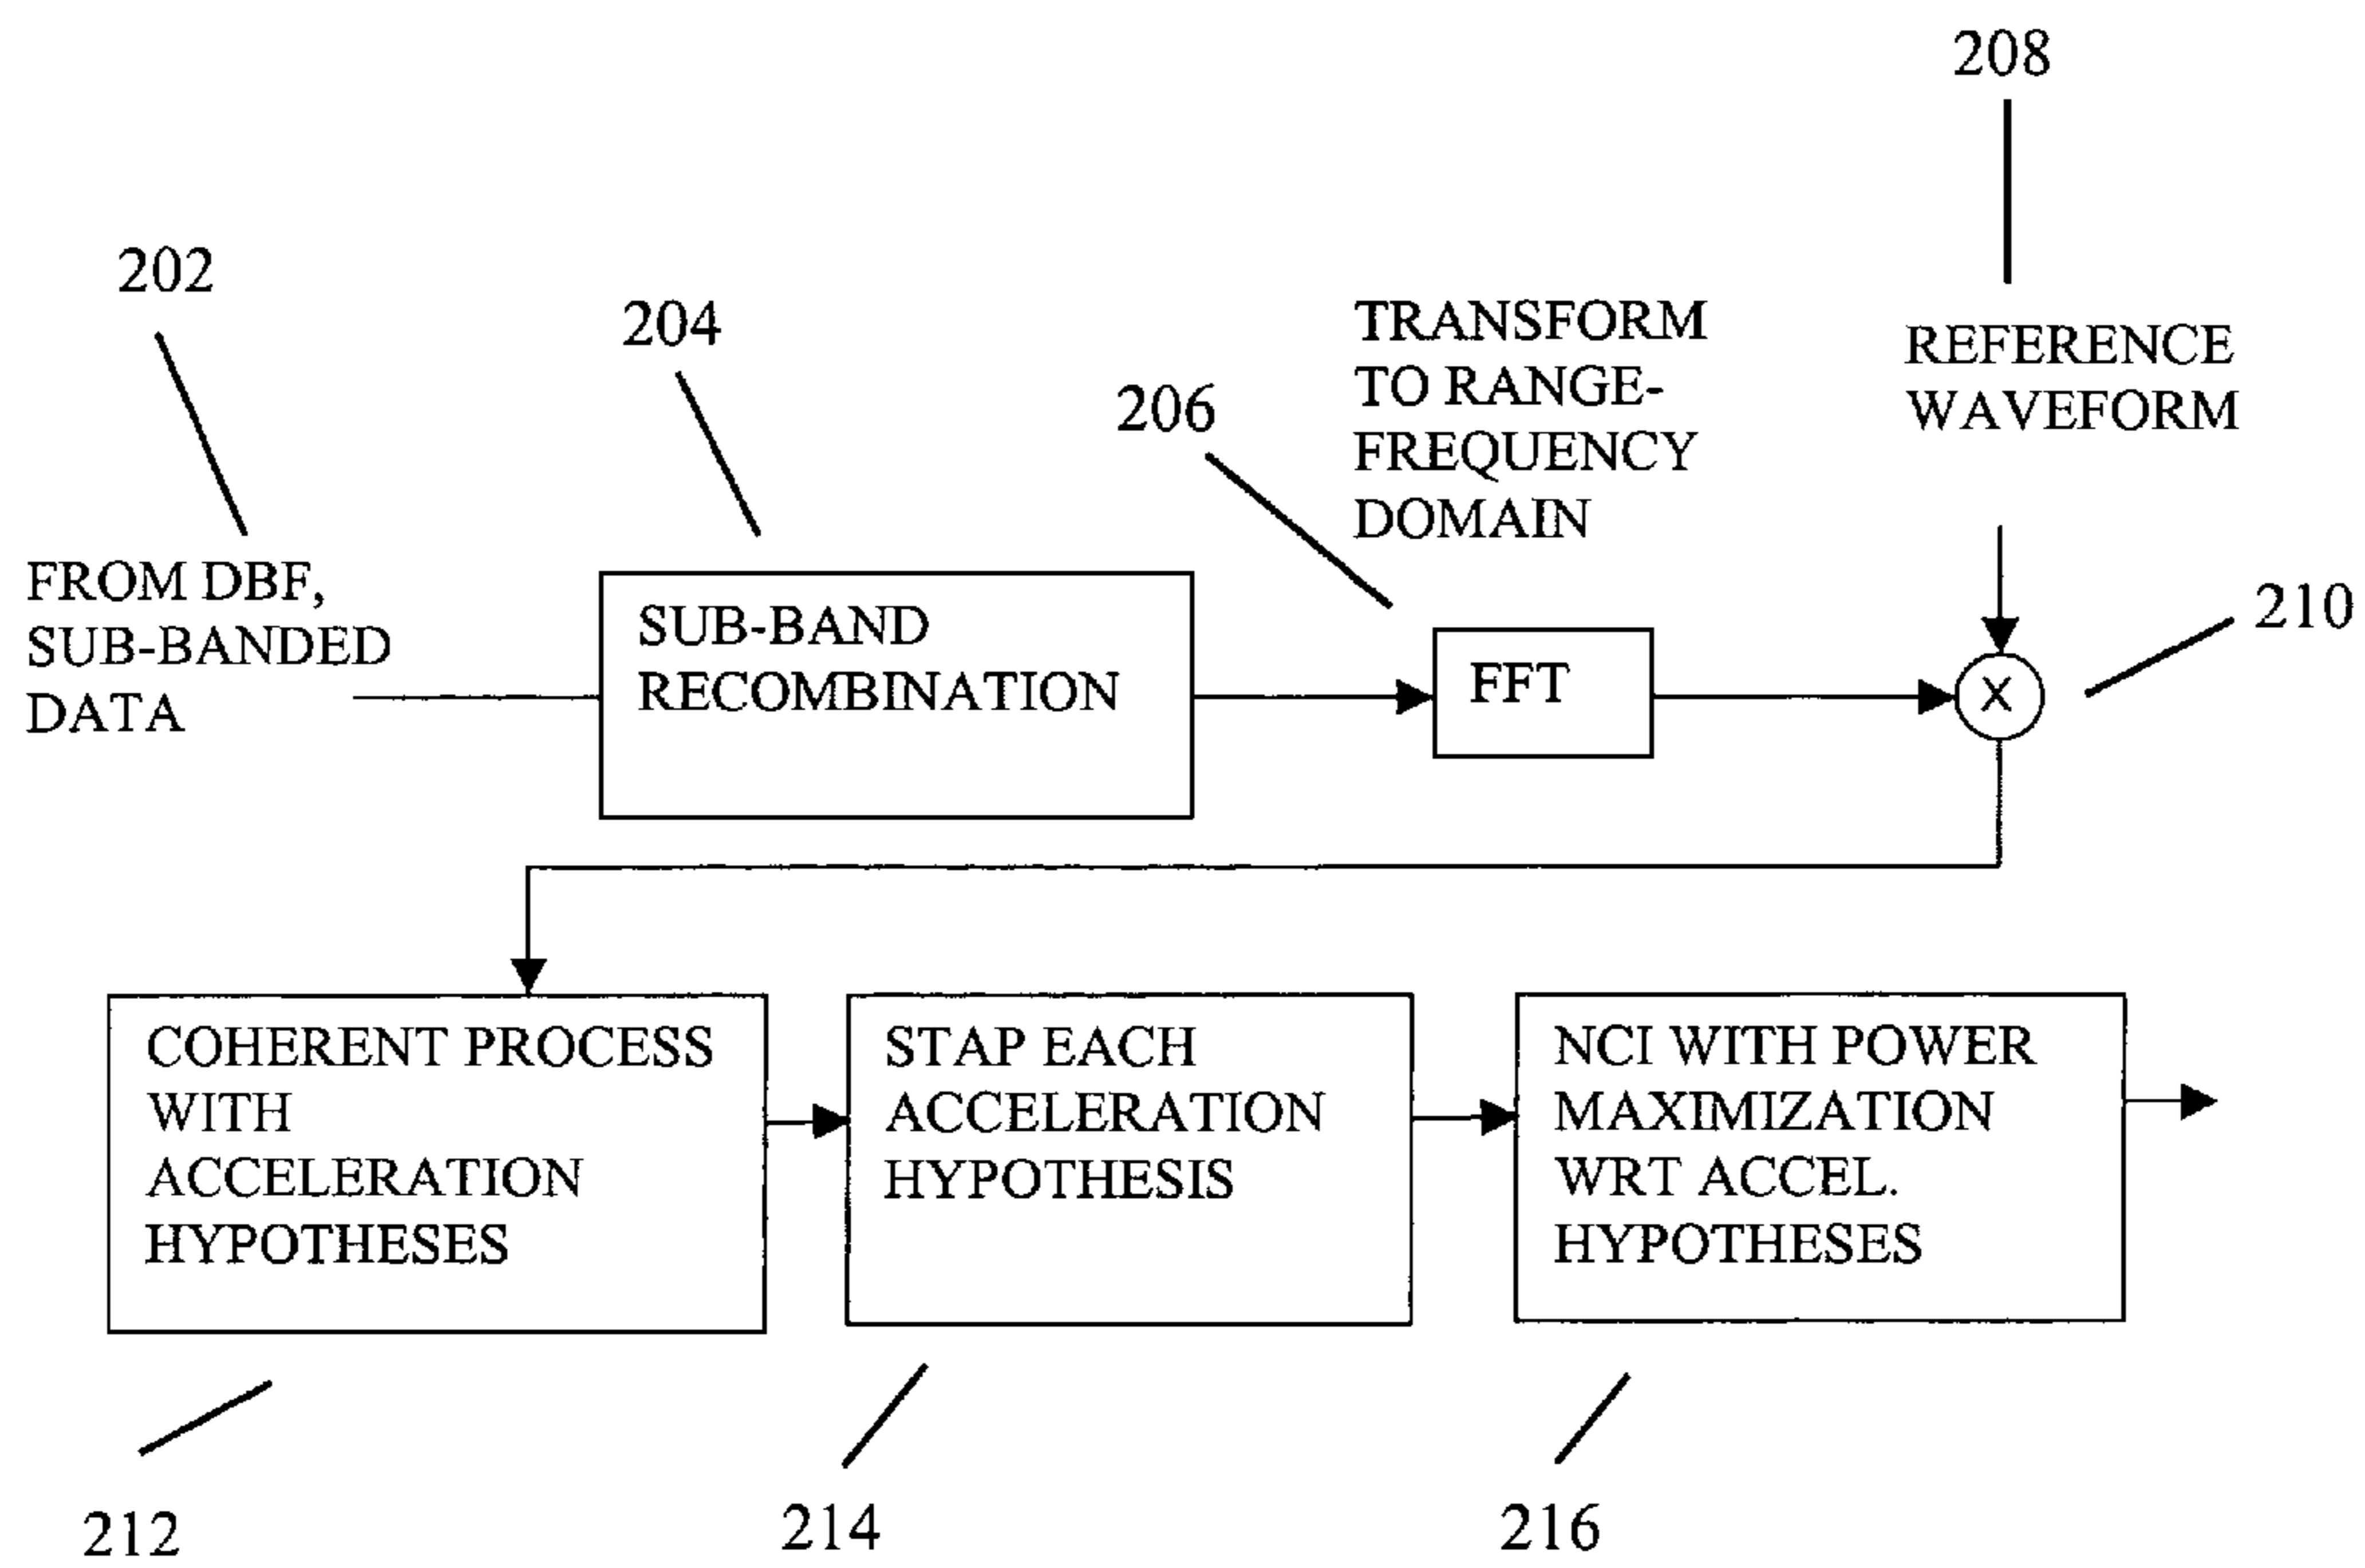 208
202
204
206
TRANSFORM
TO RANGE-
FREQUENCY
DOMAIN
REFERENCE
WAVEFORM
210
FROM DBF,
SUB-BANDED
DATA
SUB-BAND
RECOMBINATION
FFT
X
COHERENT PROCESS
WITH
ACCELERATION
HYPOTHESES
STAP EACH
ACCELERATION
HYPOTHESIS
NCI WITH POWER
MAXIMIZATION
WRT ACCEL.
HYPOTHESES
212
214
216